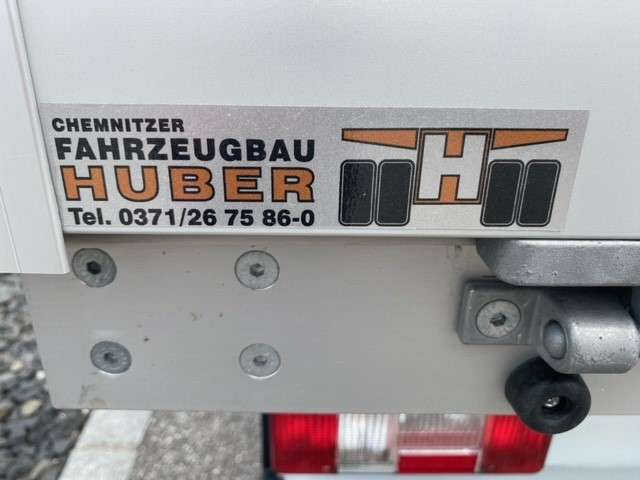 CHEMNITZER
FAHRZEUGBAU
HUBER
Tel. 0371/26 75 86-0
H